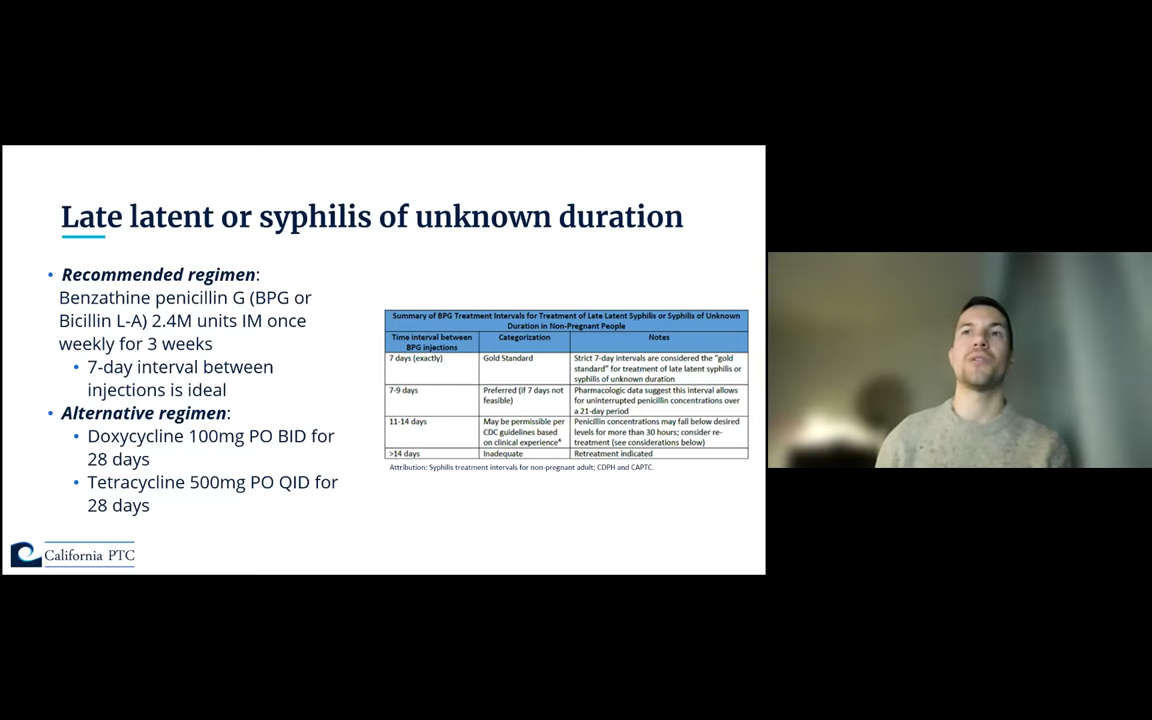 Late latent or syphilis of unknown duration
• Recommended regimen:
Benzathine penicillin G (BPG or
Bicillin L-A) 2.4M units IM once
weekly for 3 weeks
• 7-day interval between
injections is ideal
• Alternative regimen:
• Doxycycline 100mg PO BID for
28 days
• Tetracycline 500mg PO QID for
28 days
Summary of BPG Treatment Intervals for Treatment of Late Latent Syphilis or Syphilis of Unknown
Duration in Non-Pregnant People
Time interval between
BPG injections
Categorization
Notes
7 days (exactly)
Gold Standard
Strict 7-day intervals are considered the "gold
standard" for treatment of late latent syphilis or
syphilis of unknown duration
7-9 days
Preferred (if 7 days not
feasible)
Pharmacologic data suggest this interval allows
for uninterrupted penicillin concentrations over
a 21-day period
11-14 days
May be permissible per
CDC guidelines based
on clinical experience
Penicillin concentrations may fall below desired
levels for more than 30 hours; consider re-
treatment (see considerations below)
>14 days
Inadequate
Retreatment indicated
Attribution: Syphilis treatment intervals for non-pregnant adult; CDPH and CAPTC.
California PTC